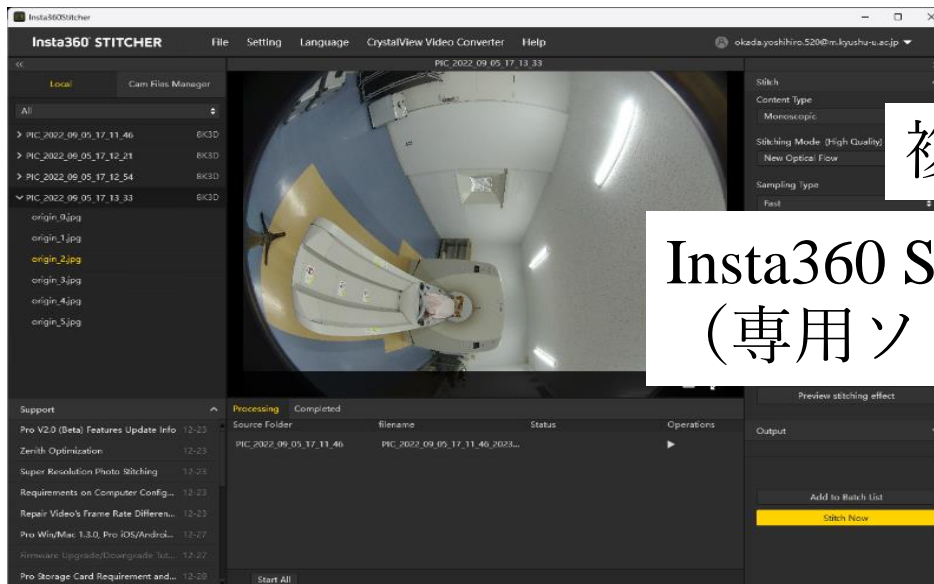 Insta360Stitcher
Insta360 STITCHER File Setting Language CrystalView Video Converter Help okada.yoshihiro.520@m.kyushu-u.ac.jp
PIC_2022_09_05_17_13_33
Local Cam Files Manager
All
PIC_2022_09_05_17_11_46 8K3D
PIC_2022_09_05_17_12_21 8K3D
PIC_2022_09_05_17_12_54 8K3D
PIC_2022_09_05_17_13_33 8K3D
origin_0.jpg
origin_1.jpg
origin_2.jpg
origin_3.jpg
origin_4.jpg
origin_5.jpg
Stitch
Content Type
Monoscopic
Stitching Mode (High Quality)
New Optical Flow
Sampling Type
Fast
複
Insta360 S
(専用ソ
Preview stitching effect
Output
Add to Batch List
Stitch Now
Support
Pro V2.0 (Beta) Features Update Info 12-23
Zenith Optimization 12-23
Super Resolution Photo Stitching 12-23
Requirements on Computer Config... 12-23
Repair Video's Frame Rate Differen... 12-23
Pro Win/Mac 1.3.0, Pro iOS/Androi... 12-27
Firmware Upgrade/Downgrade Tut... 12-27
Pro Storage Card Requirement and... 12-28
Processing Completed
Source Folder filename Status Operations
PIC_2022_09_05_17_11_46 PIC_2022_09_05_17_11_46_2023...
Start All